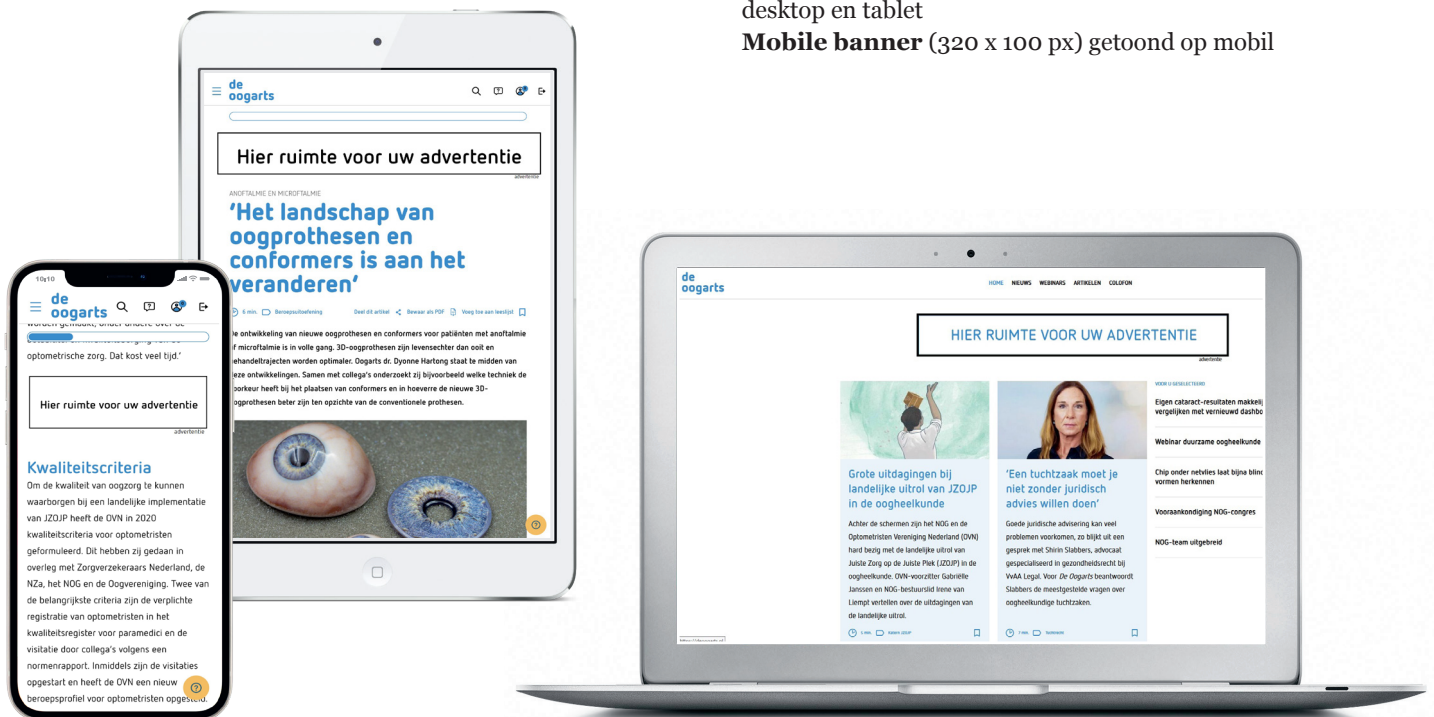 desktop en tablet
Mobile banner (320 x 100 px) getoond op mobil
de
oogarts
Hier ruimte voor uw advertentie
advertentie
ANOFTALMIE EN MICROFTALMIE
‘Het landschap van
oogprothesen en
conformers is aan het
veranderen’
6 min. Beroepsuitoefening Deel dit artikel Bewaar als PDF Voeg toe aan leeslijst
De ontwikkeling van nieuwe oogprothesen en conformers voor patiënten met anoftalmie
of microftalmie is in volle gang. 3D-oogprothesen zijn levensechter dan ooit en
behandeltrajecten worden optimaler. Oogarts dr. Dyonne Hartong staat te midden van
deze ontwikkelingen. Samen met collega's onderzoekt zij bijvoorbeeld welke techniek de
voorkeur heeft bij het plaatsen van conformers en in hoeverre de nieuwe 3D-
oogprothesen beter zijn ten opzichte van de conventionele prothesen.
10:10
de
oogarts
optometrische zorg. Dat kost veel tijd.’
Hier ruimte voor uw advertentie
advertentie
Kwaliteitscriteria
Om de kwaliteit van oogzorg te kunnen
waarborgen bij een landelijke implementatie
van JZOJP heeft de OVN in 2020
kwaliteitscriteria voor optometristen
geformuleerd. Dit hebben zij gedaan in
overleg met Zorgverzekeraars Nederland, de
NZa, het NOG en de Oogvereniging. Twee van
de belangrijkste criteria zijn de verplichte
registratie van optometristen in het
kwaliteitsregister voor paramedici en de
visitatie door collega's volgens een
normenrapport. Inmiddels zijn de visitaties
opgestart en heeft de OVN een nieuw
beroepsprofiel voor optometristen opgesteld.
de
oogarts
HOME NIEUWS WEBINARS ARTIKELEN COLOFON
HIER RUIMTE VOOR UW ADVERTENTIE
advertentie
Grote uitdagingen bij
landelijke uitrol van JZOJP
in de oogheelkunde
Achter de schermen zijn het NOG en de
Optometristen Vereniging Nederland (OVN)
hard bezig met de landelijke uitrol van
Juiste Zorg op de Juiste Plek (JZOJP) in de
oogheelkunde. OVN-voorzitter Gabriëlle
Janssen en NOG-bestuurslid Irene van
Liempt vertellen over de uitdagingen van
de landelijke uitrol.
5 min. JZOJP
‘Een tuchtzaak moet je
niet zonder juridisch
advies willen doen’
Goede juridische advisering kan veel
problemen voorkomen, zo blijkt uit een
gesprek met Shirin Slabbers, advocaat
gespecialiseerd in gezondheidsrecht bij
VvAA Legal. Voor De Oogarts beantwoordt
Slabbers de meestgestelde vragen over
oogheelkundige tuchtzaken.
7 min.
VOOR U GESELECTEERD
Eigen cataract-resultaten makkelij
vergelijken met vernieuwd dashbo
Webinar duurzame oogheelkunde
Chip onder netvlies laat bijna blind
vormen herkennen
Vooraankondiging NOG-congres
NOG-team uitgebreid